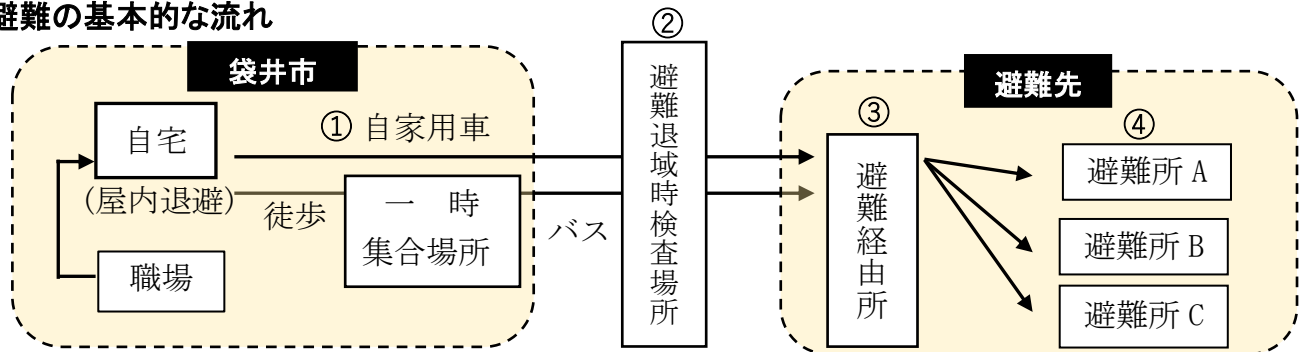 避難の基本的な流れ
袋井市
自宅
(屋内退避)
職場
① 自家用車
徒歩
一 時
集合場所
バス
②
避難退域時検査場所
避難先
③
避難経由所
④
避難所 A
避難所 B
避難所 C